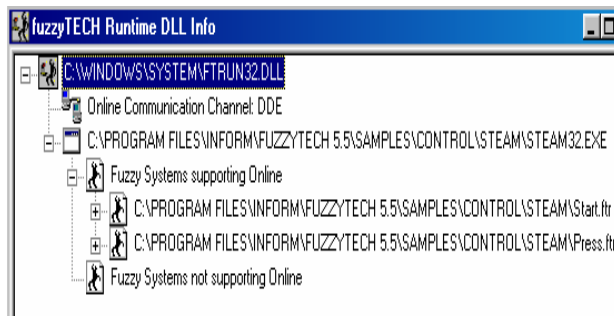 fuzzyTECH Runtime DLL Info
C:\WINDOWS\SYSTEM\FTRUN32.DLL
Online Communication Channel: DDE
C:\PROGRAM FILES\INFORM\FUZZYTECH 5.5\SAMPLES\CONTROL\STEAM\STEAM32.EXE
Fuzzy Systems supporting Online
C:\PROGRAM FILES\INFORM\FUZZYTECH 5.5\SAMPLES\CONTROL\STEAM\Start.ftr
C:\PROGRAM FILES\INFORM\FUZZYTECH 5.5\SAMPLES\CONTROL\STEAM\Press.ftr
Fuzzy Systems not supporting Online